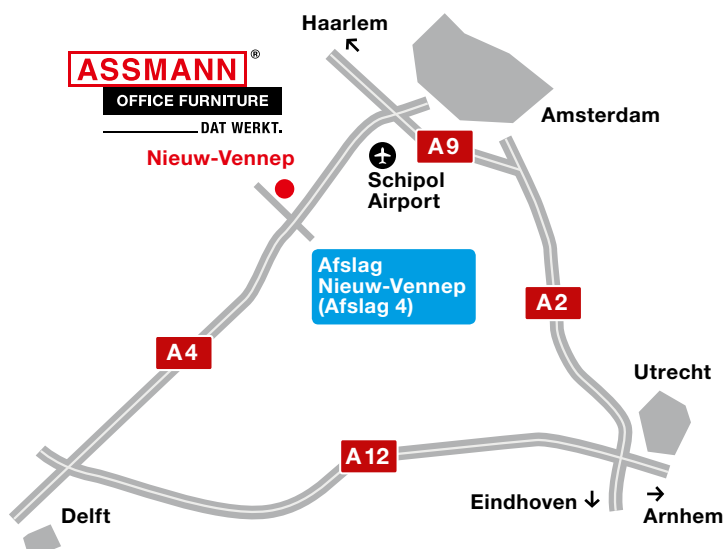 Haarlem
ASSMANN®
OFFICE FURNITURE
DAT WERKT.
Amsterdam
A9
Nieuw-Vennep
Schipol
Airport
Afslag
Nieuw-Vennep
(Afslag 4)
A2
A4
Utrecht
A12
Eindhoven ↓
→
Arnhem
Delft